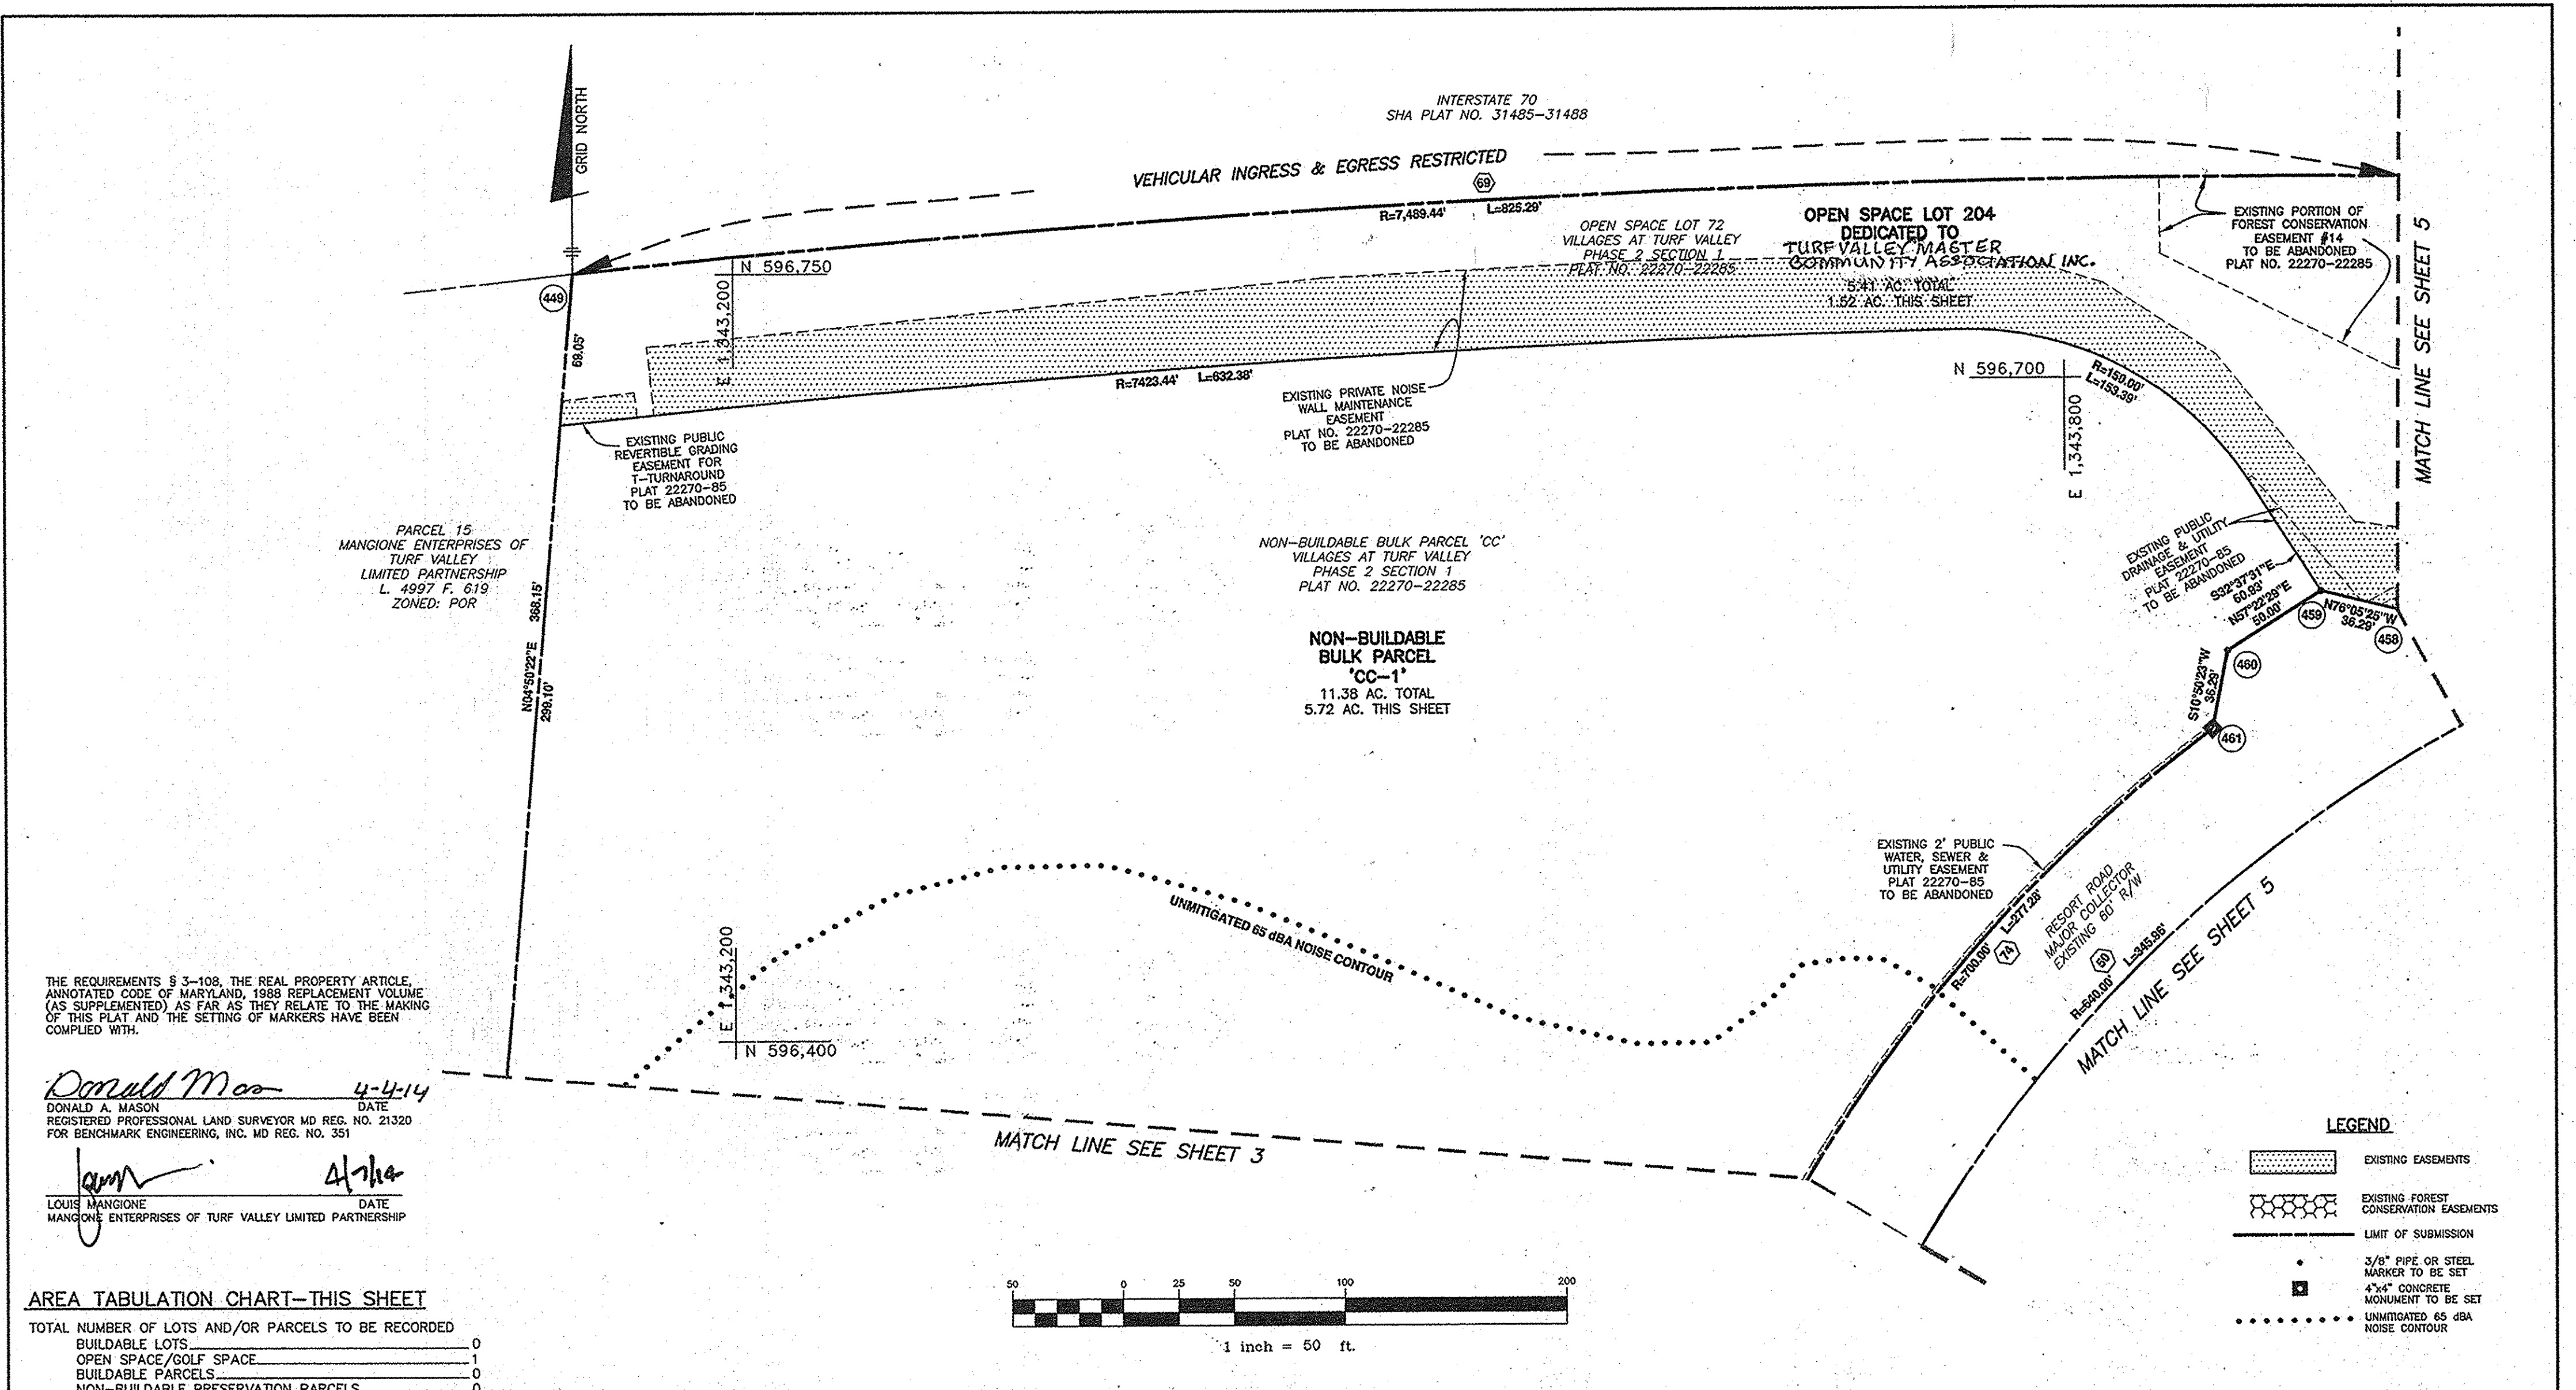 GRID NORTH
INTERSTATE 70
SHA PLAT NO. 31485-31488
VEHICULAR INGRESS & EGRESS RESTRICTED
69
R=7,489.44' L=825.29'
OPEN SPACE LOT 72
VILLAGES AT TURF VALLEY
PHASE 2 SECTION 1
PLAT NO. 22270-22285
OPEN SPACE LOT 204
DEDICATED TO
TURF VALLEY MASTER
COMMUNITY ASSOCIATION INC.
5.41 AC. TOTAL
1.52 AC. THIS SHEET
EXISTING PORTION OF
FOREST CONSERVATION
EASEMENT #14
TO BE ABANDONED
PLAT NO. 22270-22285
MATCH LINE SEE SHEET 5
449
N 596,750
E 1,343,200
69.05'
R=7423.44' L=632.38'
EXISTING PRIVATE NOISE
WALL MAINTENANCE
EASEMENT
PLAT NO. 22270-22285
TO BE ABANDONED
N 596,700
E 1,343,800
R=150.00'
L=153.39'
EXISTING PUBLIC
REVERTIBLE GRADING
EASEMENT FOR
T-TURNAROUND
PLAT 22270-85
TO BE ABANDONED
PARCEL 15
MANGIONE ENTERPRISES OF
TURF VALLEY
LIMITED PARTNERSHIP
L. 4997 F. 619
ZONED: POR
N04°50'22"E 368.15'
299.10'
NON-BUILDABLE BULK PARCEL 'CC'
VILLAGES AT TURF VALLEY
PHASE 2 SECTION 1
PLAT NO. 22270-22285
NON-BUILDABLE
BULK PARCEL
'CC-1'
11.38 AC. TOTAL
5.72 AC. THIS SHEET
EXISTING PUBLIC
DRAINAGE & UTILITY
EASEMENT
PLAT 22270-85
TO BE ABANDONED
S32°37'31"E
60.93'
N57°22'29"E
50.00'
459
N76°05'25"W
36.29'
458
460
S10°50'23"W
36.29'
461
EXISTING 2' PUBLIC
WATER, SEWER &
UTILITY EASEMENT
PLAT 22270-85
TO BE ABANDONED
RESORT ROAD
MAJOR COLLECTOR
EXISTING 60' R/W
R=700.00' L=277.28'
74
50
R=640.00' L=345.96'
MATCH LINE SEE SHEET 5
UNMITIGATED 65 dBA NOISE CONTOUR
E 1,343,200
N 596,400
THE REQUIREMENTS § 3-108, THE REAL PROPERTY ARTICLE,
ANNOTATED CODE OF MARYLAND, 1988 REPLACEMENT VOLUME
(AS SUPPLEMENTED) AS FAR AS THEY RELATE TO THE MAKING
OF THIS PLAT AND THE SETTING OF MARKERS HAVE BEEN
COMPLIED WITH.
Donald Mason 4-4-14
DONALD A. MASON DATE
REGISTERED PROFESSIONAL LAND SURVEYOR MD REG. NO. 21320
FOR BENCHMARK ENGINEERING, INC. MD REG. NO. 351
4/7/14
LOUIS MANGIONE DATE
MANGIONE ENTERPRISES OF TURF VALLEY LIMITED PARTNERSHIP
MATCH LINE SEE SHEET 3
LEGEND
EXISTING EASEMENTS
EXISTING FOREST
CONSERVATION EASEMENTS
LIMIT OF SUBMISSION
3/8" PIPE OR STEEL
MARKER TO BE SET
4"x4" CONCRETE
MONUMENT TO BE SET
UNMITIGATED 65 dBA
NOISE CONTOUR
50 0 25 50 100 200
1 inch = 50 ft.
AREA TABULATION CHART-THIS SHEET
TOTAL NUMBER OF LOTS AND/OR PARCELS TO BE RECORDED
BUILDABLE LOTS 0
OPEN SPACE/GOLF SPACE 1
BUILDABLE PARCELS 0
NON-BUILDABLE PRESERVATION PARCELS 0